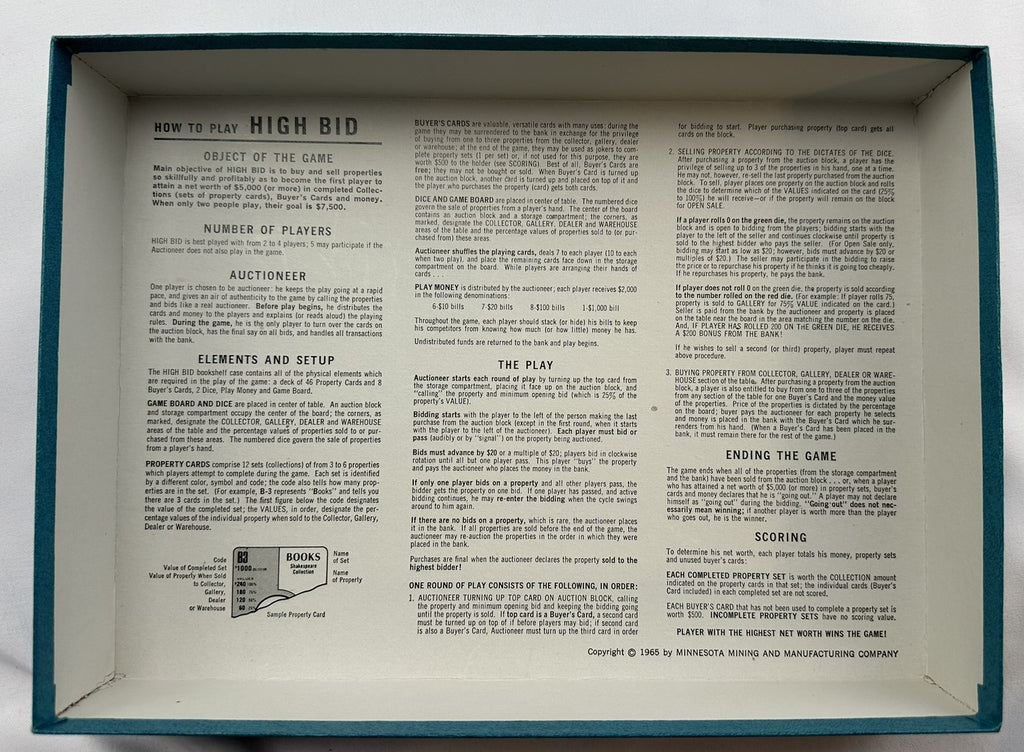 HOW TO PLAY HIGH BID
OBJECT OF THE GAME
Main objective of HIGH BID is to buy and sell properties
so skillfully and profitably as to become the first player to
attain a net worth of $5,000 (or more) in completed Collec-
tions (sets of property cards), Buyer's Cards and money.
When only two people play, their goal is $7,500.
NUMBER OF PLAYERS
HIGH BID is best played with from 2 to 4 players; 5 may participate if the
Auctioneer does not also play in the game.
AUCTIONEER
One player is chosen to be auctioneer: he keeps the play going at a rapid
pace, and gives an air of authenticity to the game by calling the properties
and bids like a real auctioneer. Before play begins, he distributes the
cards and money to the players and explains (or reads aloud) the playing
rules. During the game, he is the only player to turn over the cards on
the auction block, has the final say on all bids, and handles all transactions
with the bank.
ELEMENTS AND SETUP
The HIGH BID bookshelf case contains all of the physical elements which
are required in the play of the game: a deck of 46 Property Cards and 8
Buyer's Cards, 2 Dice, Play Money and Game Board.
GAME BOARD AND DICE are placed in center of table. An auction block
and storage compartment occupy the center of the board; the corners, as
marked, designate the COLLECTOR, GALLERY, DEALER and WAREHOUSE
areas of the table and the percentage values of properties sold to or pur-
chased from these areas. The numbered dice govern the sale of properties
from a player's hand.
PROPERTY CARDS comprise 12 sets (collections) of from 3 to 6 properties
which players attempt to complete during the game. Each set is identified
by a different color, symbol and code; the code also tells how many prop-
erties are in the set. (For example, B-3 represents "Books" and tells you
there are 3 cards in the set.) The first figure below the code designates
the value of the completed set; the VALUES, in order, designate the per-
centage values of the individual property when sold to the Collector, Gallery,
Dealer or Warehouse.
Code
Value of Completed Set
Value of Property When Sold
to Collector,
Gallery,
Dealer
or Warehouse
B3
$1000
$240 100%
180 75%
120 50%
60 25%
BOOKS
Shakespeare
Collection
Name
of Set
Name
of Property
Sample Property Card
BUYER'S CARDS are valuable, versatile cards with many uses: during the
game they may be surrendered to the bank in exchange for the privilege
of buying from one to three properties from the collector, gallery, dealer
or warehouse; at the end of the game, they may be used as jokers to com-
plete property sets (1 per set) or, if not used for this purpose, they are
worth $500 to the holder (see SCORING). Best of all, Buyer's Cards are
free; they may not be bought or sold. When Buyer's Card is turned up
on the auction block, another card is turned up and placed on top of it and
the player who purchases the property (card) gets both cards.
DICE AND GAME BOARD are placed in center of table. The numbered dice
govern the sale of properties from a player's hand. The center of the board
contains an auction block and a storage compartment; the corners, as
marked, designate the COLLECTOR, GALLERY, DEALER and WAREHOUSE
areas of the table and the percentage values of properties sold to (or pur-
chased from) these areas.
Auctioneer shuffles the playing cards, deals 7 to each player (10 to each
when two play), and place the remaining cards face down in the storage
compartment on the board. While players are arranging their hands of
cards . . .
PLAY MONEY is distributed by the auctioneer; each player receives $2,000
in the following denominations:
6-$10 bills 7-$20 bills 8-$100 bills 1-$1,000 bill
Throughout the game, each player should stack (or hide) his bills to keep
his competitors from knowing how much (or how little) money he has.
Undistributed funds are returned to the bank and play begins.
THE PLAY
Auctioneer starts each round of play by turning up the top card from
the storage compartment, placing it face up on the auction block, and
"calling" the property and minimum opening bid (which is 25% of the
property's VALUE).
Bidding starts with the player to the left of the person making the last
purchase from the auction block (except in the first round, when it starts
with the player to the left of the auctioneer). Each player must bid or
pass (audibly or by "signal") on the property being auctioned.
Bids must advance by $20 or a multiple of $20; players bid in clockwise
rotation until all but one player pass. This player "buys" the property
and pays the auctioneer who places the money in the bank.
If only one player bids on a property and all other players pass, the
bidder gets the property on one bid. If one player has passed, and active
bidding continues, he may re-enter the bidding when the cycle swings
around to him again.
If there are no bids on a property, which is rare, the auctioneer places
it in the bank. If all properties are sold before the end of the game, the
auctioneer may re-auction the properties in the order in which they were
placed in the bank.
Purchases are final when the auctioneer declares the property sold to the
highest bidder!
ONE ROUND OF PLAY CONSISTS OF THE FOLLOWING, IN ORDER:
1. AUCTIONEER TURNING UP TOP CARD ON AUCTION BLOCK, calling
the property and minimum opening bid and keeping the bidding going
until the property is sold. If top card is a Buyer's Card, a second card
must be turned up on top of it before players may bid; if second card
is also a Buyer's Card, Auctioneer must turn up the third card in order
for bidding to start. Player purchasing property (top card) gets all
cards on the block.
2. SELLING PROPERTY ACCORDING TO THE DICTATES OF THE DICE.
After purchasing a property from the auction block, a player has the
privilege of selling up to 3 of the properties in his hand, one at a time.
He may not, however, re-sell the last property purchased from the auction
block. To sell, player places one property on the auction block and rolls
the dice to determine which of the VALUES indicated on the card (25%
to 100%) he will receive—or if the property will remain on the block
for OPEN SALE.
If a player rolls 0 on the green die, the property remains on the auction
block and is open to bidding from the players; bidding starts with the
player to the left of the seller and continues clockwise until property is
sold to the highest bidder who pays the seller. (For Open Sale only,
bidding may start as low as $20; however, bids must advance by $20 or
multiples of $20.) The seller may participate in the bidding to raise
the price or to repurchase his property if he thinks it is going too cheaply.
If he repurchases his property, he pays the bank.
If player does not roll 0 on the green die, the property is sold according
to the number rolled on the red die. (For example: If player rolls 75,
property is sold to GALLERY for 75% VALUE indicated on the card.)
Seller is paid from the bank by the auctioneer and property is placed
on the table near the board in the area matching the number on the die.
And, IF PLAYER HAS ROLLED 200 ON THE GREEN DIE, HE RECEIVES
A $200 BONUS FROM THE BANK!
If he wishes to sell a second (or third) property, player must repeat
above procedure.
3. BUYING PROPERTY FROM COLLECTOR, GALLERY, DEALER OR WARE-
HOUSE section of the table. After purchasing a property from the auction
block, a player is also entitled to buy from one to three of the properties
from any section of the table for one Buyer's Card and the money value
of the properties. Price of the properties is dictated by the percentage
on the board; buyer pays the auctioneer for each property he selects
and money is placed in the bank with the Buyer's Card which he sur-
renders from his hand. (When a Buyer's Card has been placed in the
bank, it must remain there for the rest of the game.)
ENDING THE GAME
The game ends when all of the properties (from the storage compartment
and the bank) have been sold from the auction block . . . or, when a player
who has attained a net worth of $5,000 (or more) in property sets, buyer's
cards and money declares that he is "going out." A player may not declare
himself as "going out" during the bidding. "Going out" does not nec-
essarily mean winning; if another player is worth more than the player
who goes out, he is the winner.
SCORING
To determine his net worth, each player totals his money, property sets
and unused buyer's cards:
EACH COMPLETED PROPERTY SET is worth the COLLECTION amount
indicated on the property cards in that set; the individual cards (Buyer's
Card included) in each completed set are not scored.
EACH BUYER'S CARD that has not been used to complete a property set is
worth $500. INCOMPLETE PROPERTY SETS have no scoring value.
PLAYER WITH THE HIGHEST NET WORTH WINS THE GAME!
Copyright © 1965 by MINNESOTA MINING AND MANUFACTURING COMPANY